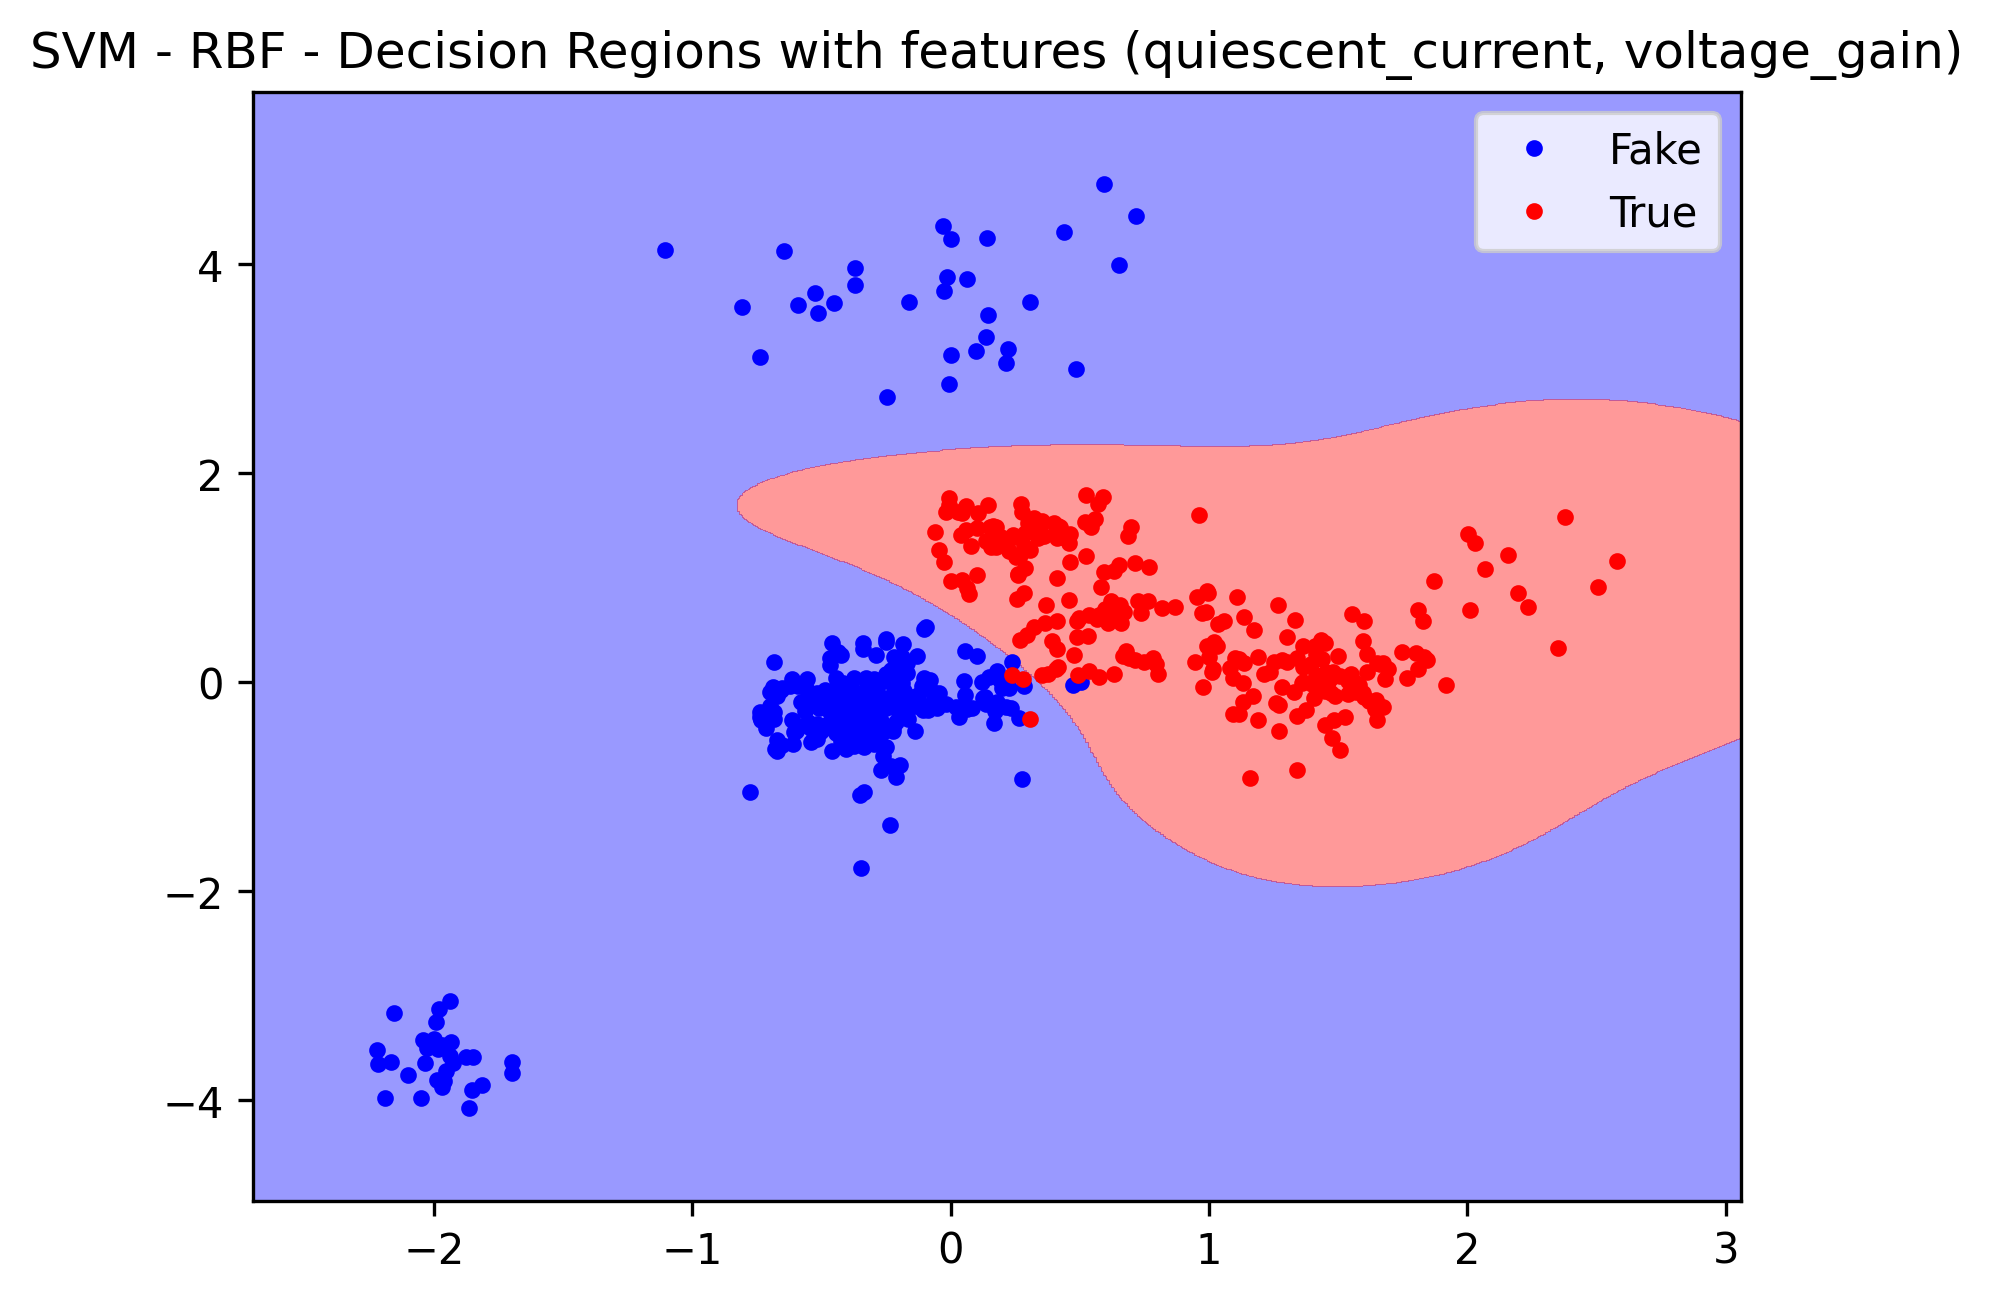 SVM - RBF - Decision Regions with features (quiescent_current, voltage_gain)
Fake
True
4
2
0
−2
−4
−2 −1 0 1 2 3